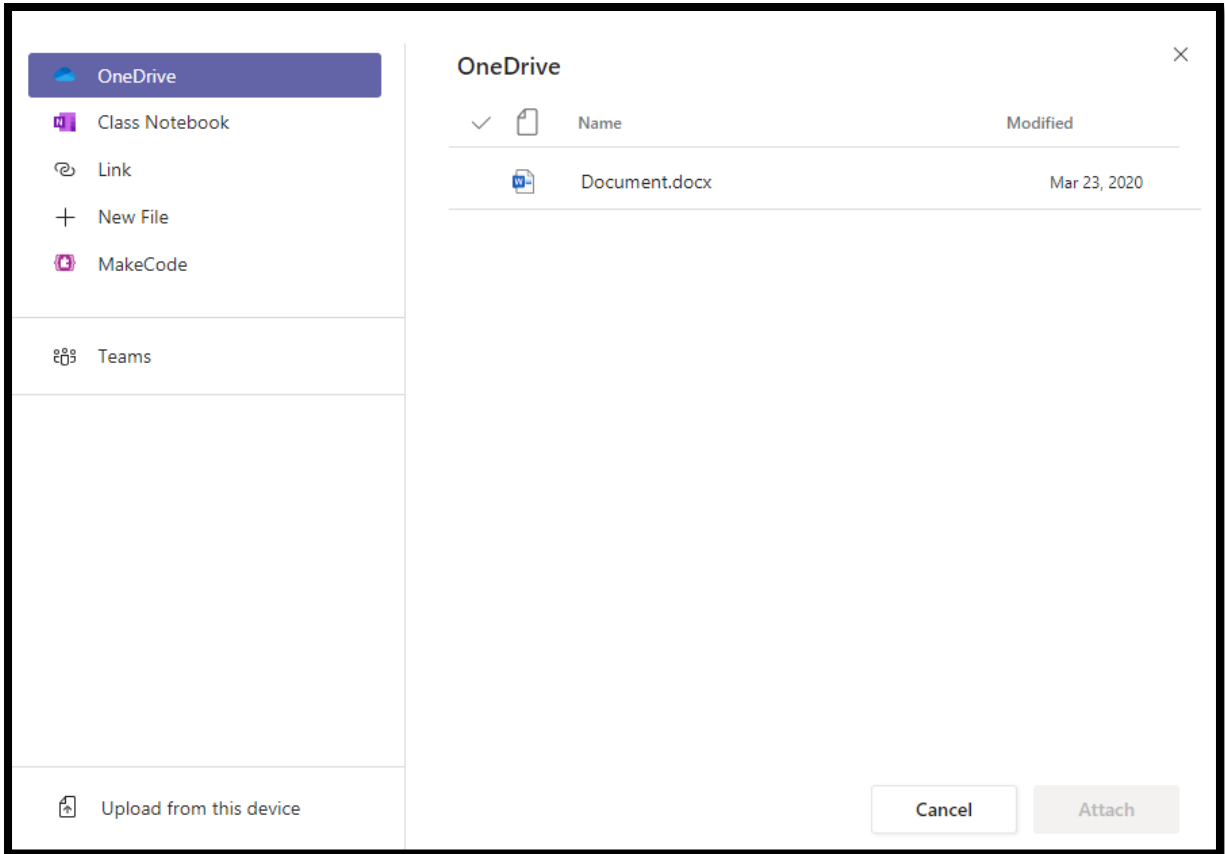 OneDrive
Class Notebook
Link
New File
MakeCode
Teams
Upload from this device
OneDrive
Name Modified
Document.docx Mar 23, 2020
Cancel Attach